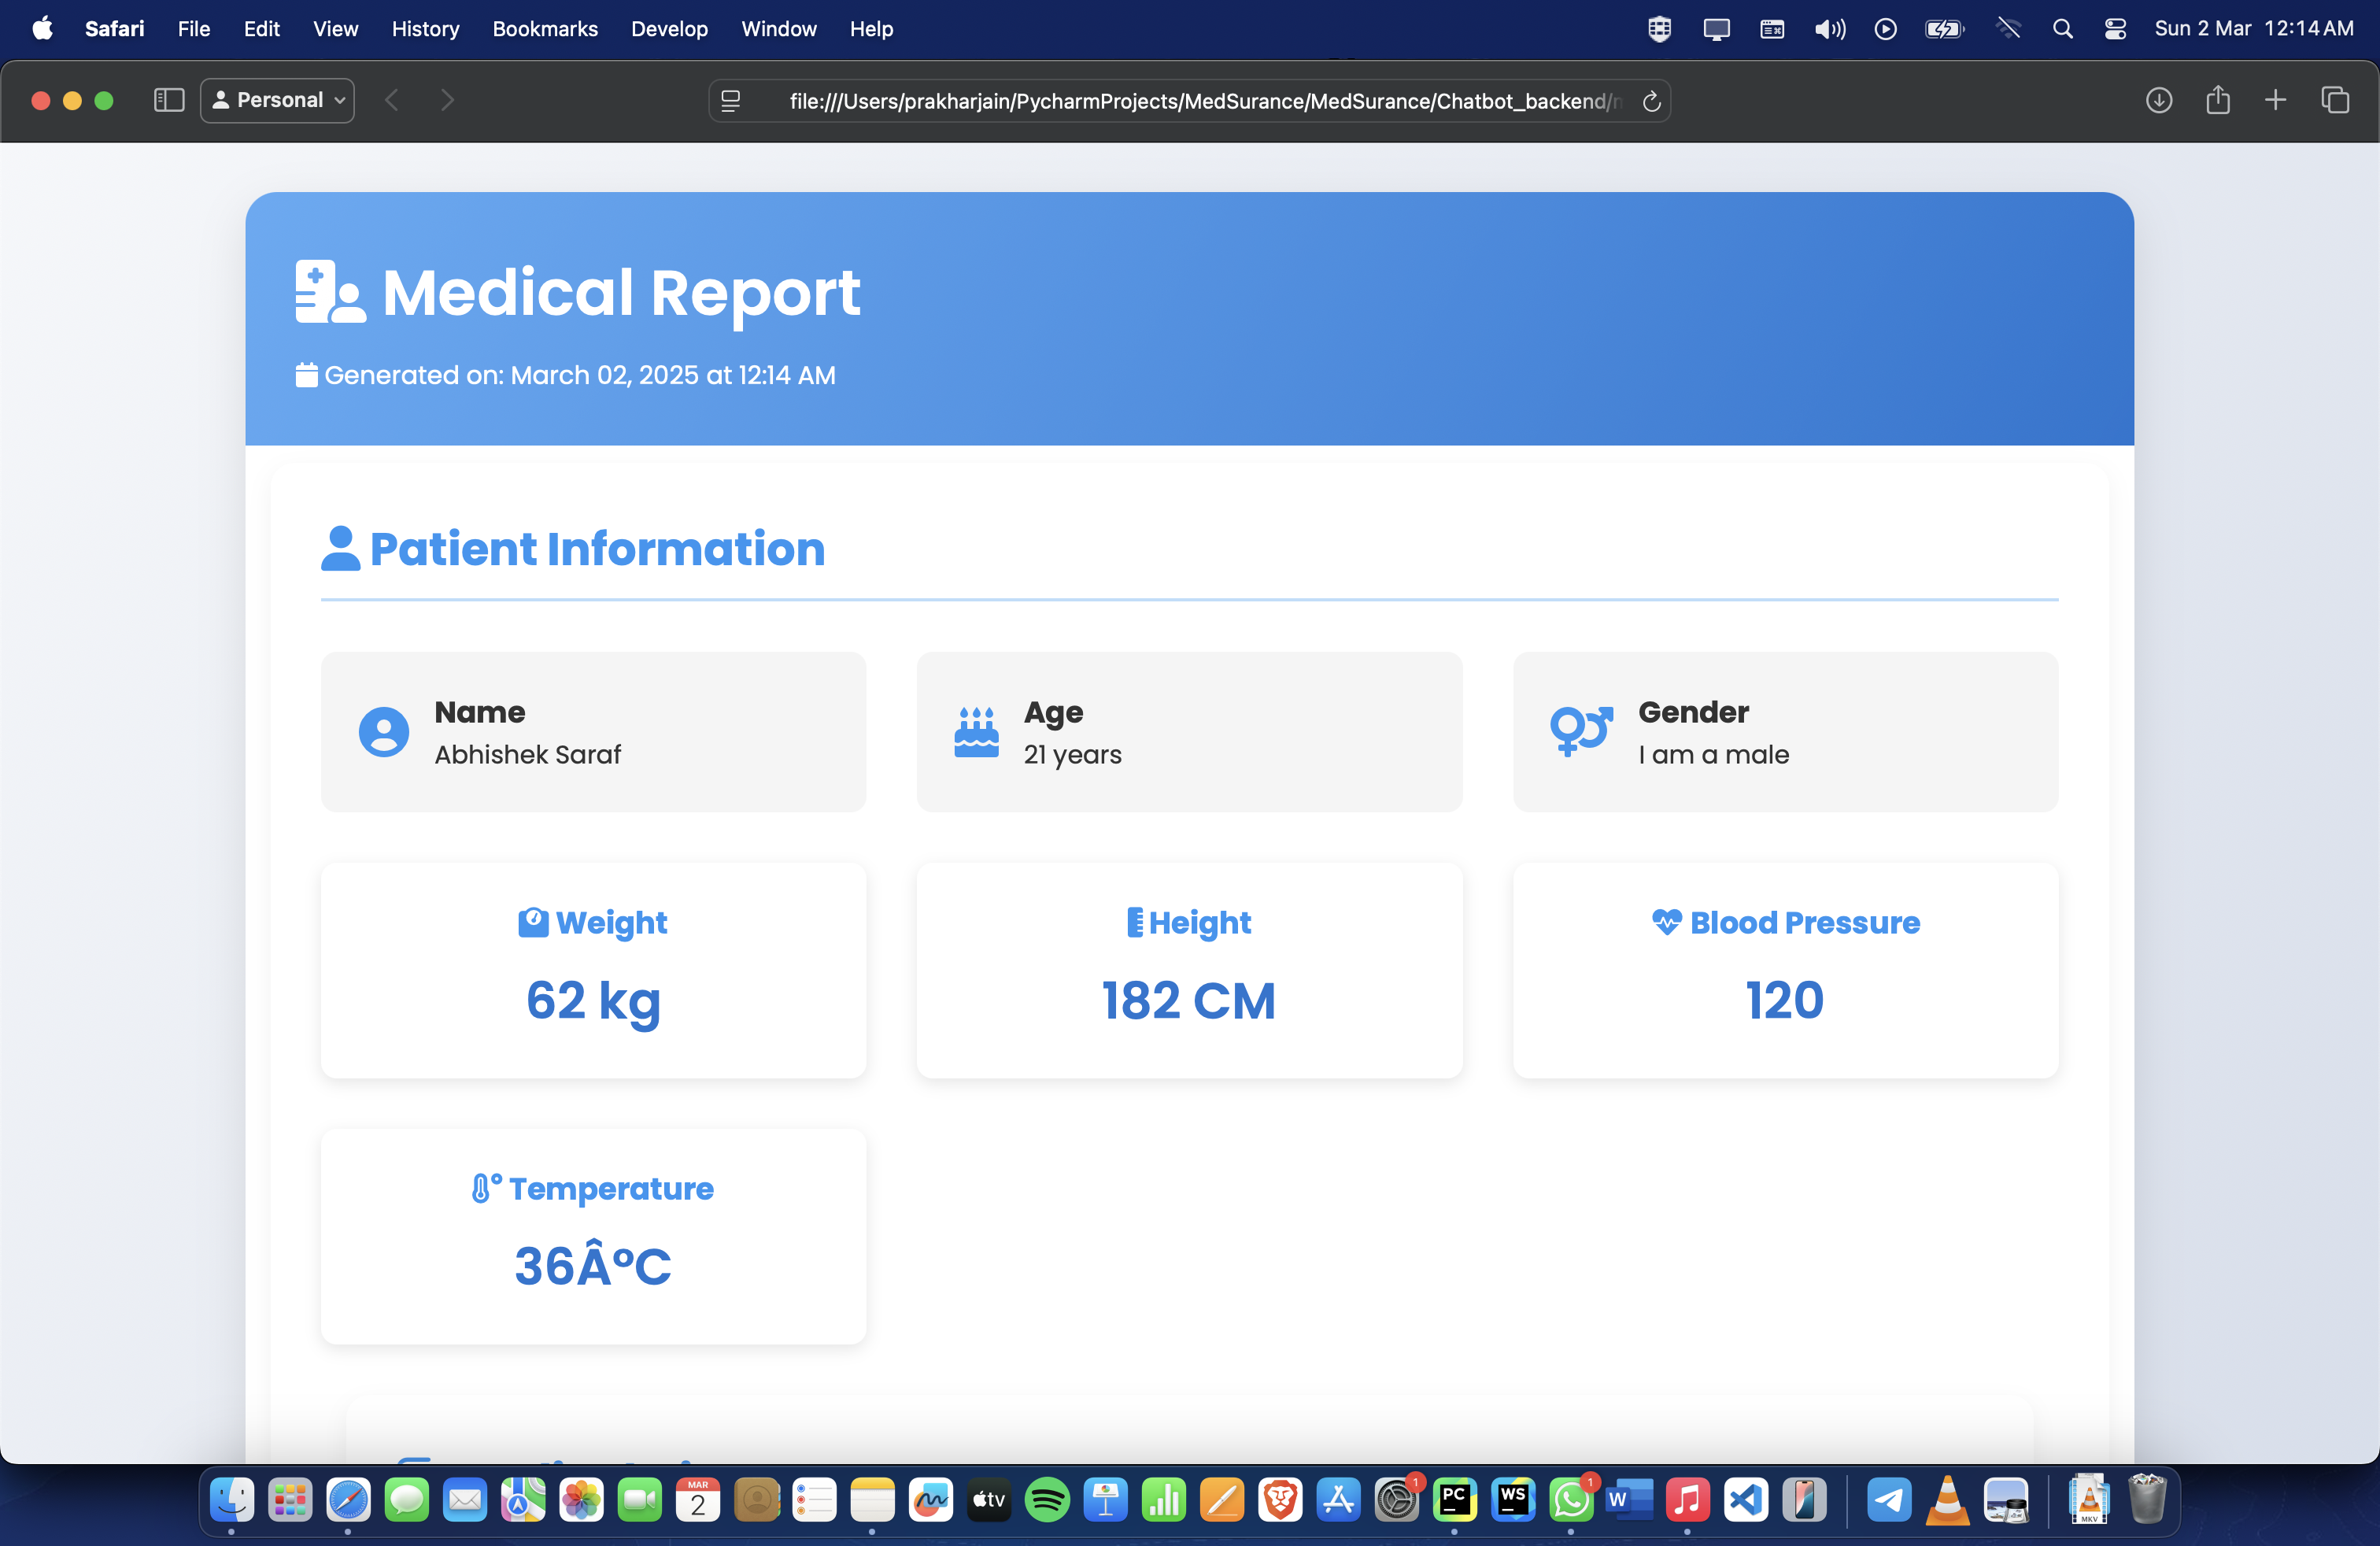 Safari File Edit View History Bookmarks Develop Window Help Sun 2 Mar 12:14 AM
Personal file:///Users/prakharjain/PycharmProjects/MedSurance/MedSurance/Chatbot_backend/
Medical Report
Generated on: March 02, 2025 at 12:14 AM
Patient Information
Name
Abhishek Saraf
Age
21 years
Gender
I am a male
Weight
62 kg
Height
182 CM
Blood Pressure
120
Temperature
36Â°C
MAR
2
tv
1
PC
WS
1
W
MKV